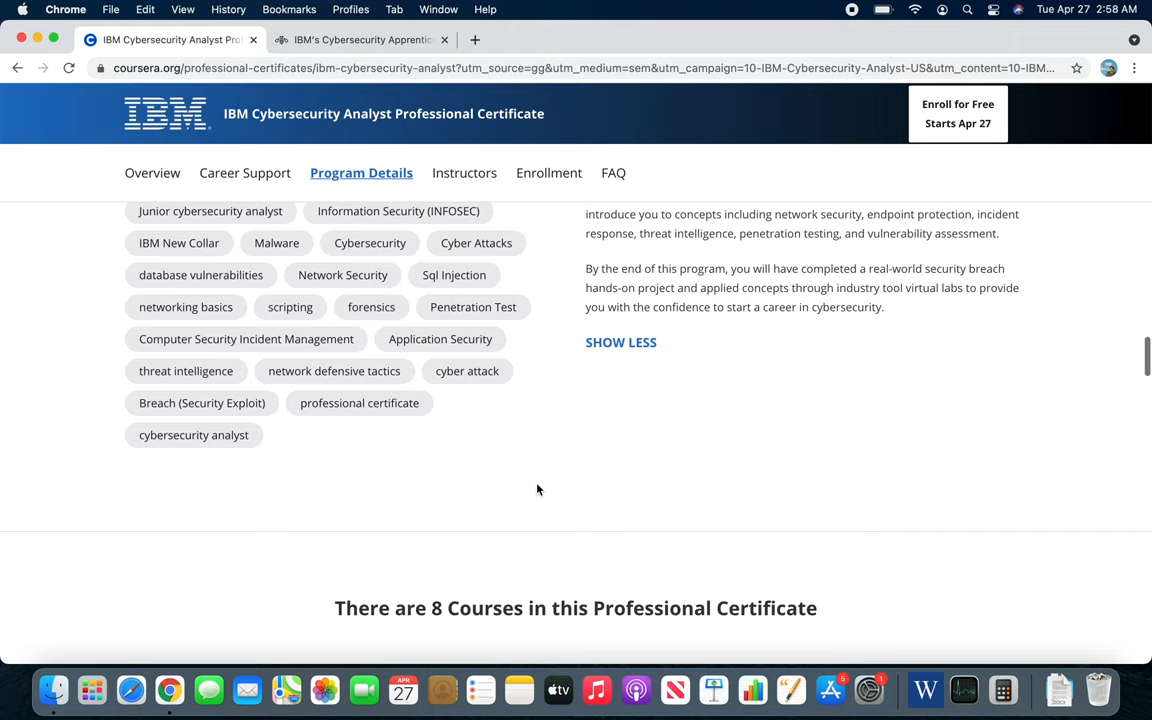 Chrome File Edit View History Bookmarks Profiles Tab Window Help Tue Apr 27 2:58 AM
IBM Cybersecurity Analyst Pro IBM's Cybersecurity Apprentic
coursera.org/professional-certificates/ibm-cybersecurity-analyst?utm_source=gg&utm_medium=sem&utm_campaign=10-IBM-Cybersecurity-Analyst-US&utm_content=10-IBM...
IBM IBM Cybersecurity Analyst Professional Certificate
Enroll for Free
Starts Apr 27
Overview Career Support Program Details Instructors Enrollment FAQ
Junior cybersecurity analyst Information Security (INFOSEC)
IBM New Collar Malware Cybersecurity Cyber Attacks
database vulnerabilities Network Security Sql Injection
networking basics scripting forensics Penetration Test
Computer Security Incident Management Application Security
threat intelligence network defensive tactics cyber attack
Breach (Security Exploit) professional certificate
cybersecurity analyst
introduce you to concepts including network security, endpoint protection, incident
response, threat intelligence, penetration testing, and vulnerability assessment.
By the end of this program, you will have completed a real-world security breach
hands-on project and applied concepts through industry tool virtual labs to provide
you with the confidence to start a career in cybersecurity.
SHOW LESS
There are 8 Courses in this Professional Certificate
APR
27
tv
5
1
W